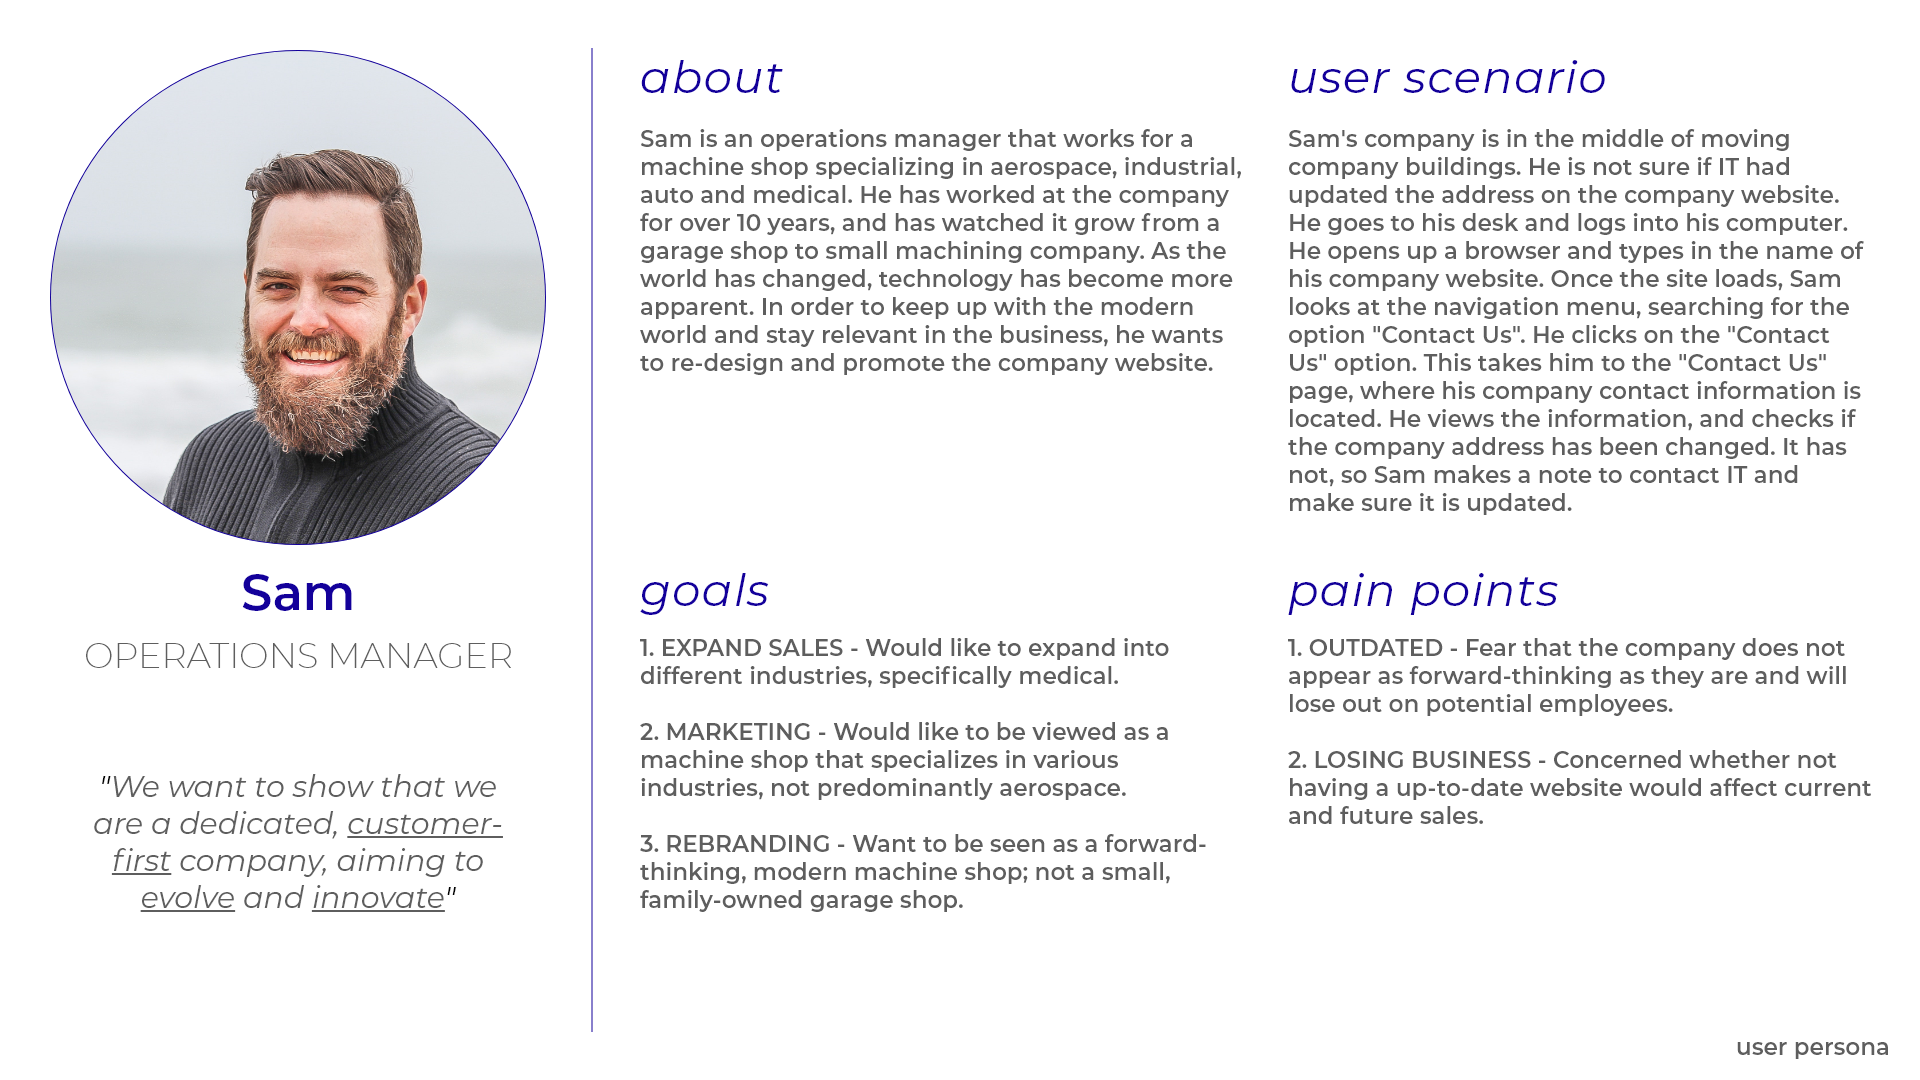 Sam
OPERATIONS MANAGER
"We want to show that we
are a dedicated, customer-
first company, aiming to
evolve and innovate"
about
Sam is an operations manager that works for a
machine shop specializing in aerospace, industrial,
auto and medical. He has worked at the company
for over 10 years, and has watched it grow from a
garage shop to small machining company. As the
world has changed, technology has become more
apparent. In order to keep up with the modern
world and stay relevant in the business, he wants
to re-design and promote the company website.
user scenario
Sam's company is in the middle of moving
company buildings. He is not sure if IT had
updated the address on the company website.
He goes to his desk and logs into his computer.
He opens up a browser and types in the name of
his company website. Once the site loads, Sam
looks at the navigation menu, searching for the
option "Contact Us". He clicks on the "Contact
Us" option. This takes him to the "Contact Us"
page, where his company contact information is
located. He views the information, and checks if
the company address has been changed. It has
not, so Sam makes a note to contact IT and
make sure it is updated.
goals
1. EXPAND SALES - Would like to expand into
different industries, specifically medical.
2. MARKETING - Would like to be viewed as a
machine shop that specializes in various
industries, not predominantly aerospace.
3. REBRANDING - Want to be seen as a forward-
thinking, modern machine shop; not a small,
family-owned garage shop.
pain points
1. OUTDATED - Fear that the company does not
appear as forward-thinking as they are and will
lose out on potential employees.
2. LOSING BUSINESS - Concerned whether not
having a up-to-date website would affect current
and future sales.
user persona